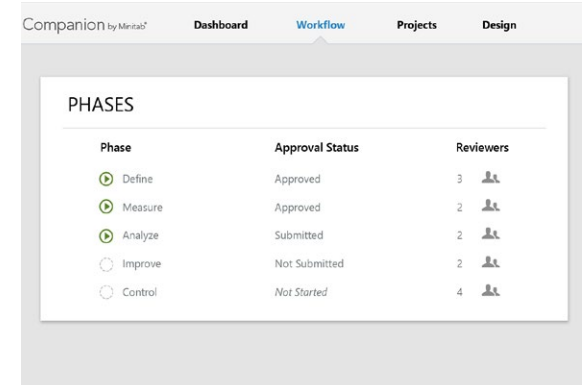 Companion by Minitab® Dashboard Workflow Projects Design
PHASES
Phase Approval Status Reviewers
Define Approved 3
Measure Approved 2
Analyze Submitted 2
Improve Not Submitted 2
Control Not Started 4